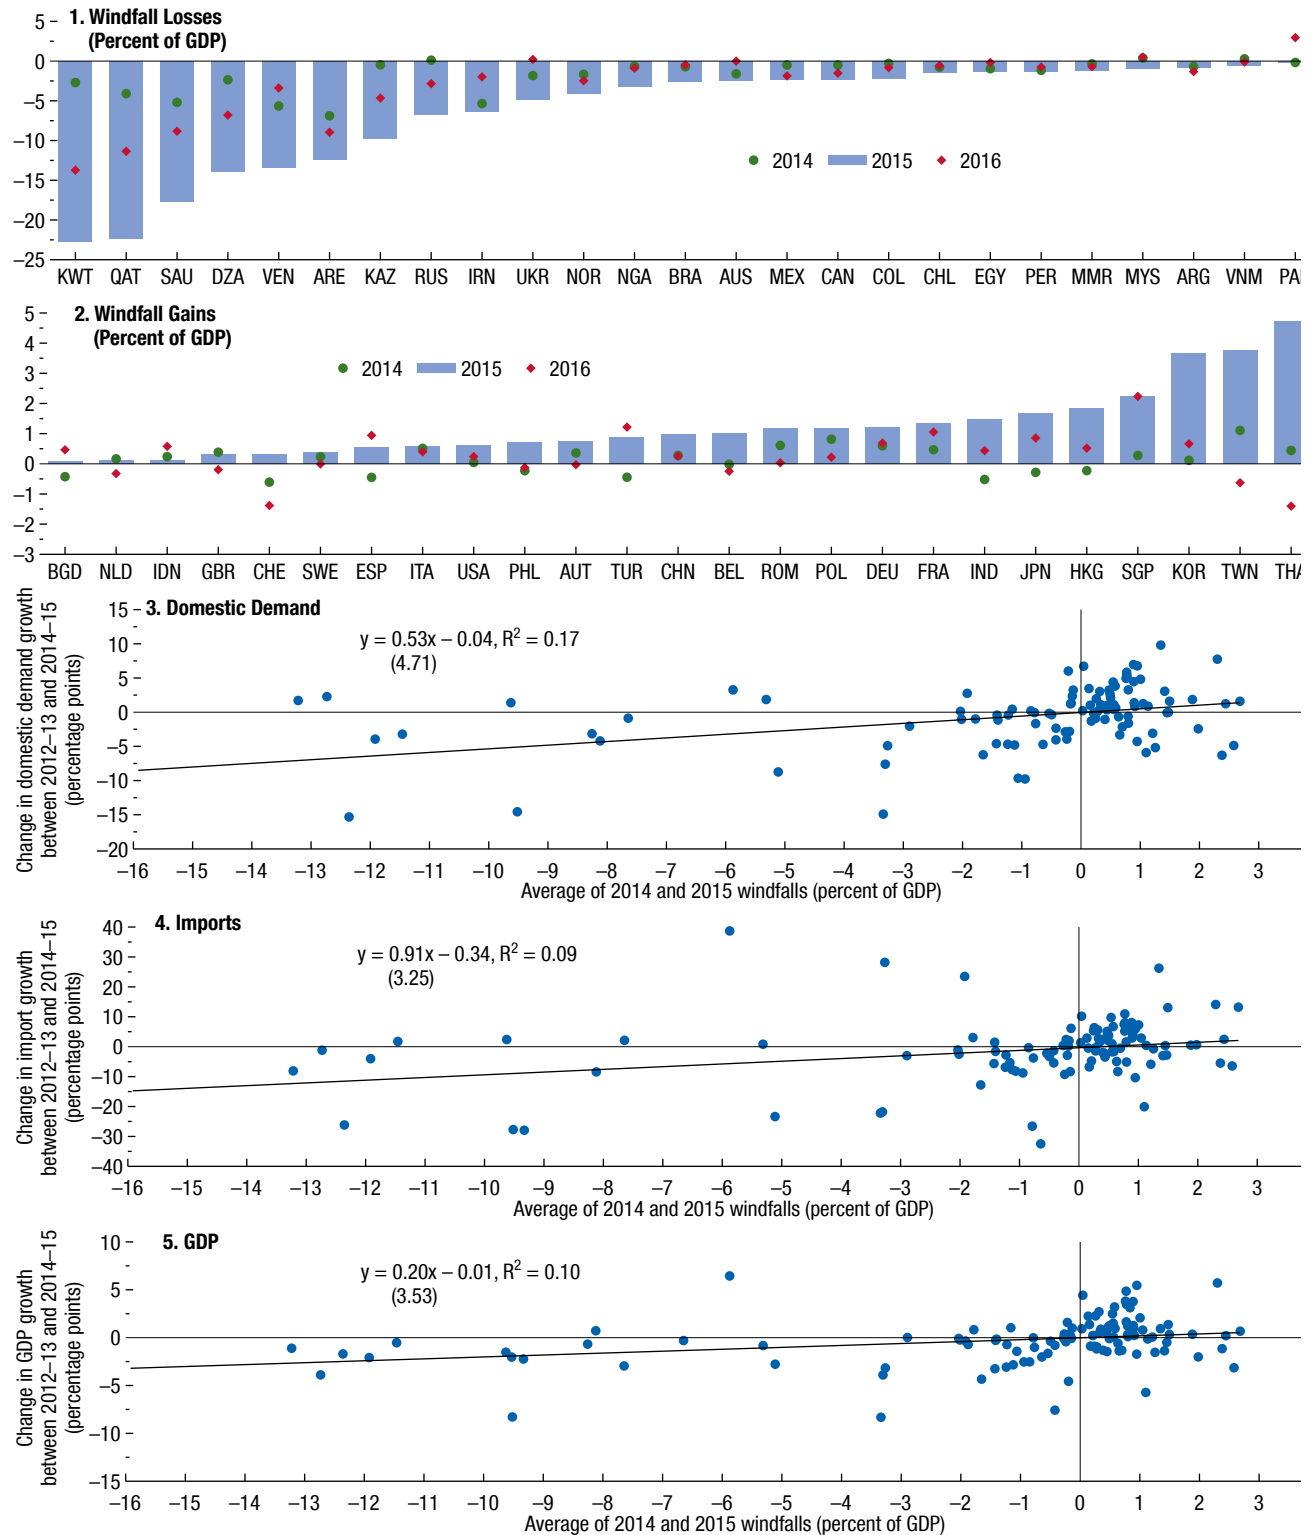 1. Windfall Losses
(Percent of GDP)
5
0
–5
–10
–15
–20
–25
2014 2015 2016
KWT QAT SAU DZA VEN ARE KAZ RUS IRN UKR NOR NGA BRA AUS MEX CAN COL CHL EGY PER MMR MYS ARG VNM PA
2. Windfall Gains
(Percent of GDP)
5
4
3
2
1
0
–1
–2
–3
2014 2015 2016
BGD NLD IDN GBR CHE SWE ESP ITA USA PHL AUT TUR CHN BEL ROM POL DEU FRA IND JPN HKG SGP KOR TWN THA
3. Domestic Demand
Change in domestic demand growth
between 2012–13 and 2014–15
(percentage points)
15
10
5
0
–5
–10
–15
–20
y = 0.53x – 0.04, R2 = 0.17
(4.71)
–16 –15 –14 –13 –12 –11 –10 –9 –8 –7 –6 –5 –4 –3 –2 –1 0 1 2 3
Average of 2014 and 2015 windfalls (percent of GDP)
4. Imports
Change in import growth
between 2012–13 and 2014–15
(percentage points)
40
30
20
10
0
–10
–20
–30
–40
y = 0.91x – 0.34, R2 = 0.09
(3.25)
–16 –15 –14 –13 –12 –11 –10 –9 –8 –7 –6 –5 –4 –3 –2 –1 0 1 2 3
Average of 2014 and 2015 windfalls (percent of GDP)
5. GDP
Change in GDP growth
between 2012–13 and 2014–15
(percentage points)
10
5
0
–5
–10
–15
y = 0.20x – 0.01, R2 = 0.10
(3.53)
–16 –15 –14 –13 –12 –11 –10 –9 –8 –7 –6 –5 –4 –3 –2 –1 0 1 2 3
Average of 2014 and 2015 windfalls (percent of GDP)